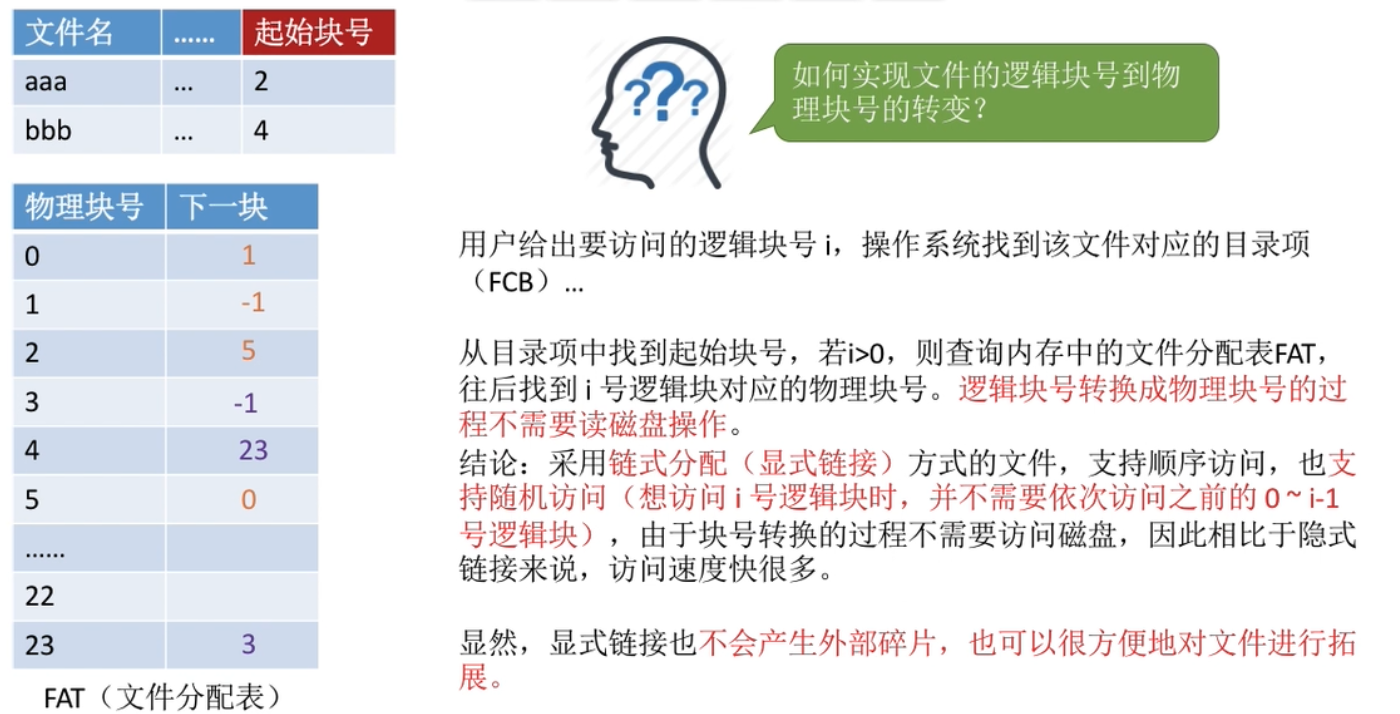 文件名 …… 起始块号
aaa ... 2
bbb ... 4
物理块号 下一块
0 1
1 -1
2 5
3 -1
4 23
5 0
……
22
23 3
FAT（文件分配表）
???
如何实现文件的逻辑块号到物
理块号的转变？
用户给出要访问的逻辑块号 i，操作系统找到该文件对应的目录项
（FCB）…
从目录项中找到起始块号，若i>0，则查询内存中的文件分配表FAT，
往后找到 i 号逻辑块对应的物理块号。逻辑块号转换成物理块号的过
程不需要读磁盘操作。
结论：采用链式分配（显式链接）方式的文件，支持顺序访问，也支
持随机访问（想访问 i 号逻辑块时，并不需要依次访问之前的 0 ~ i-1
号逻辑块），由于块号转换的过程不需要访问磁盘，因此相比于隐式
链接来说，访问速度快很多。
显然，显式链接也不会产生外部碎片，也可以很方便地对文件进行拓
展。